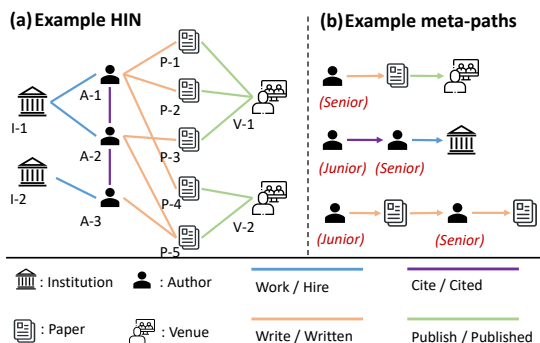 (a) Example HIN
(b) Example meta-paths
P-1
A-1
I-1
P-2
V-1
A-2
P-3
I-2
A-3
P-4
V-2
P-5
(Senior)
(Junior) (Senior)
(Junior) (Senior)
: Institution
: Author
Work / Hire
Cite / Cited
: Paper
: Venue
Write / Written
Publish / Published